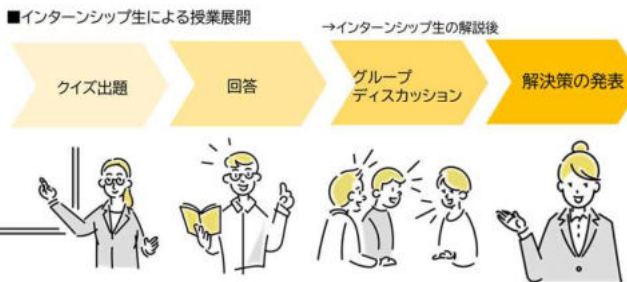 ■インターンシップ生による授業展開
→インターンシップ生の解説後
クイズ出題
回答
グループ
ディスカッション
解決策の発表